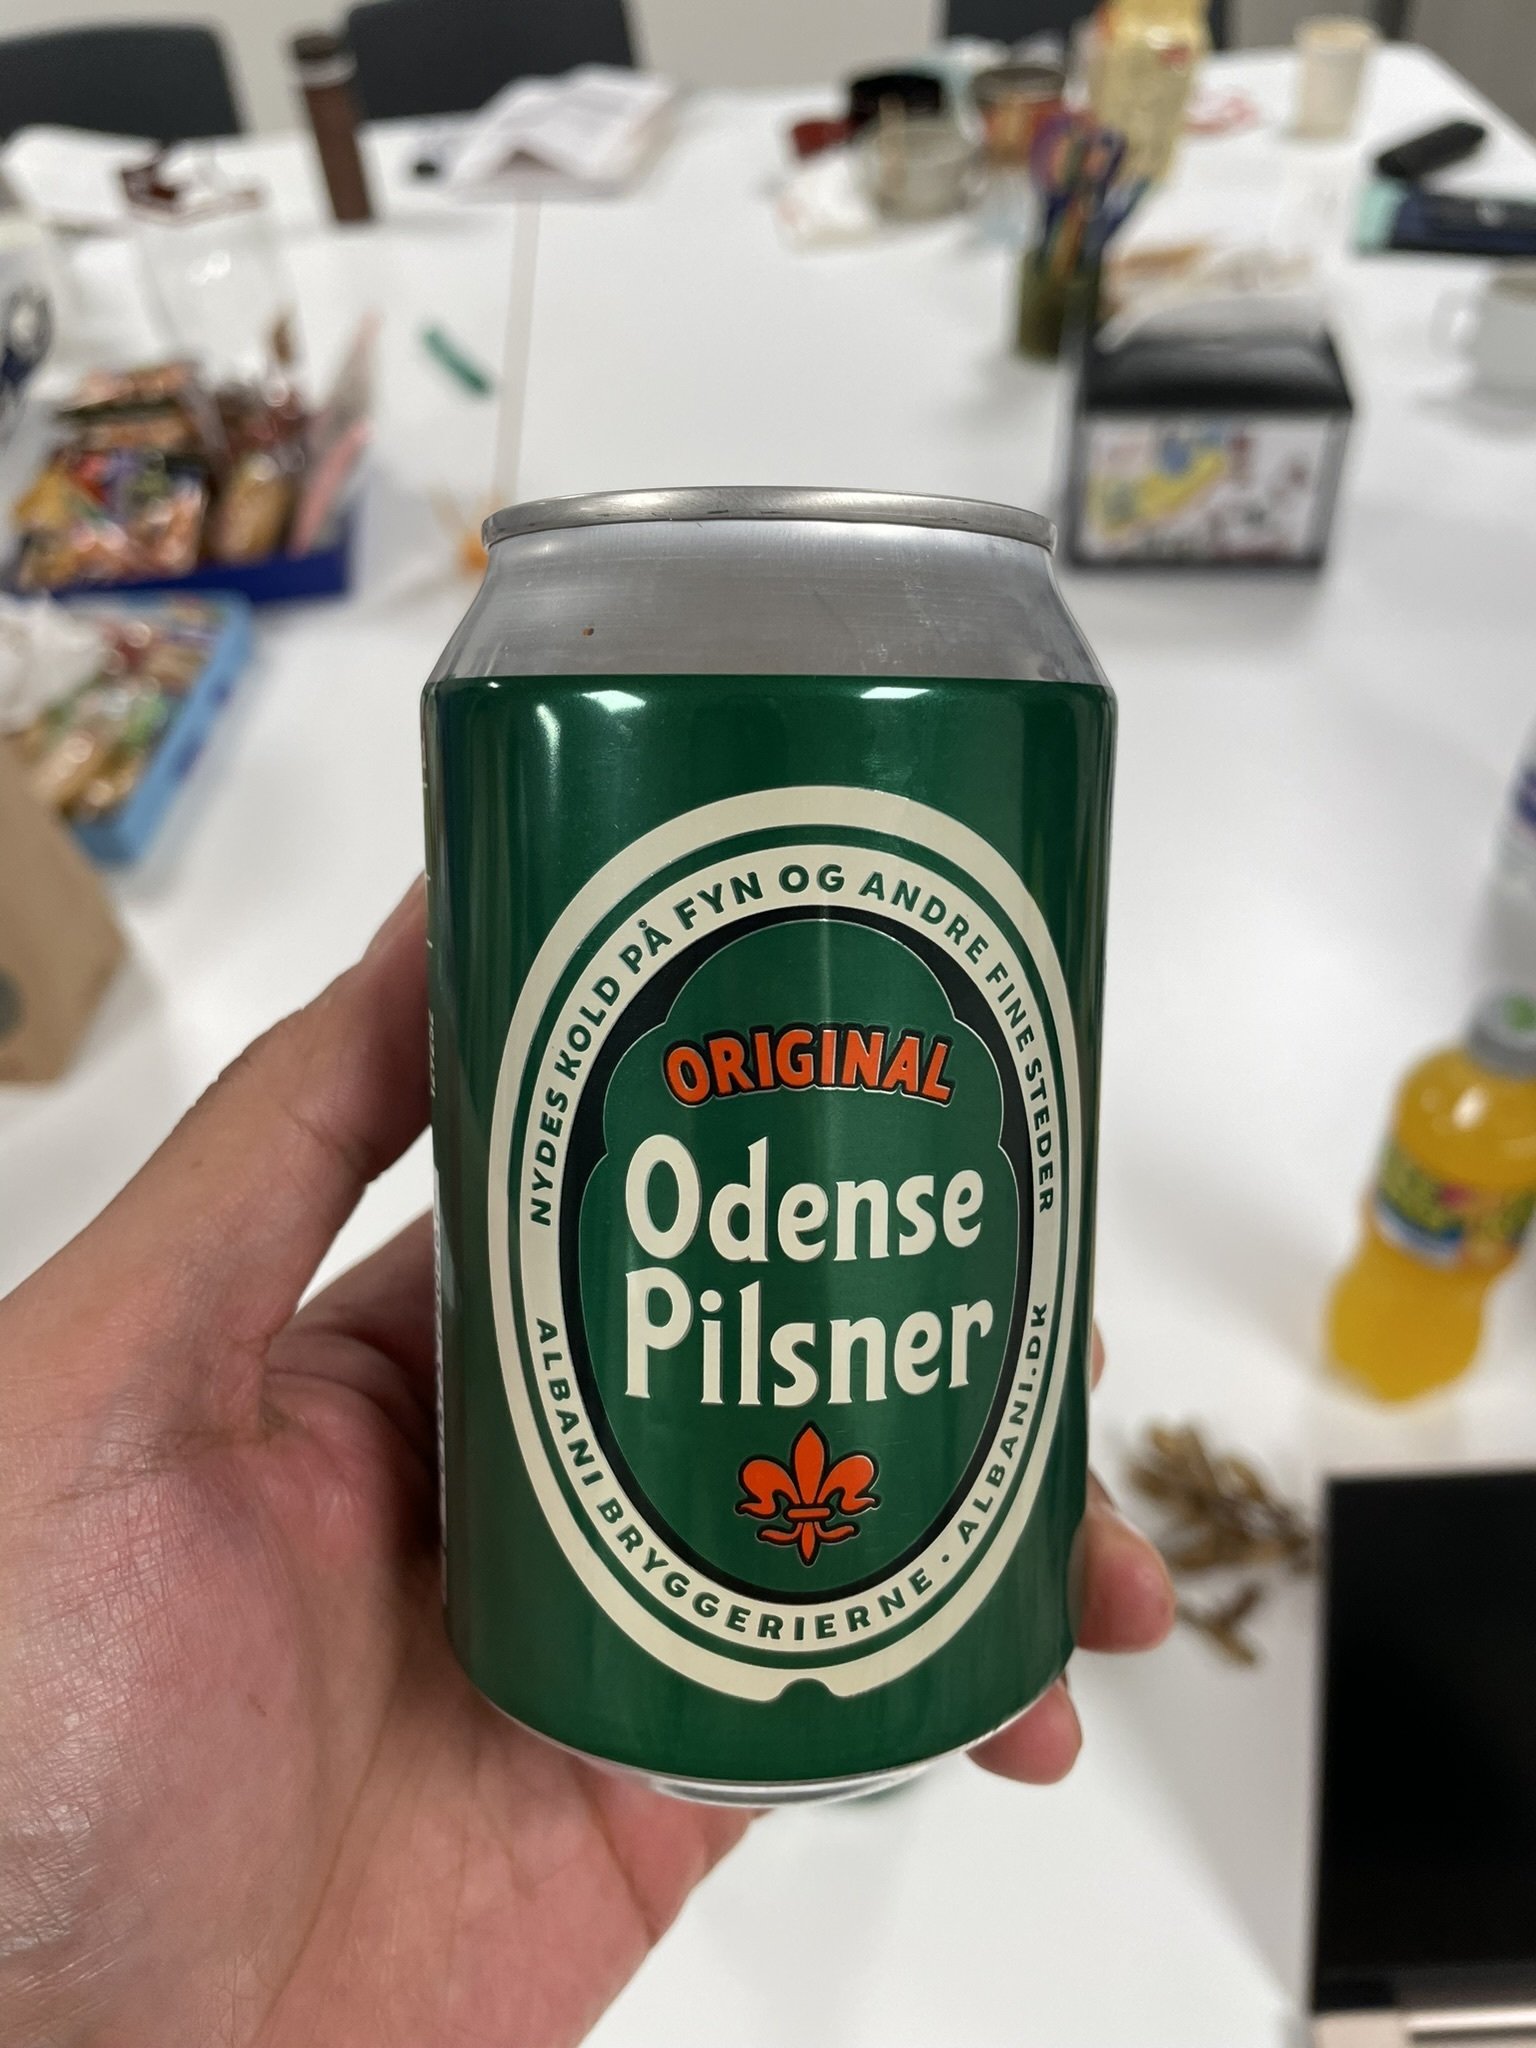 NYDES KOLD PÅ FYN OG ANDRE FINE STEDER
ORIGINAL
Odense
Pilsner
ALBANI BRYGGERIERNE · ALBANI.DK